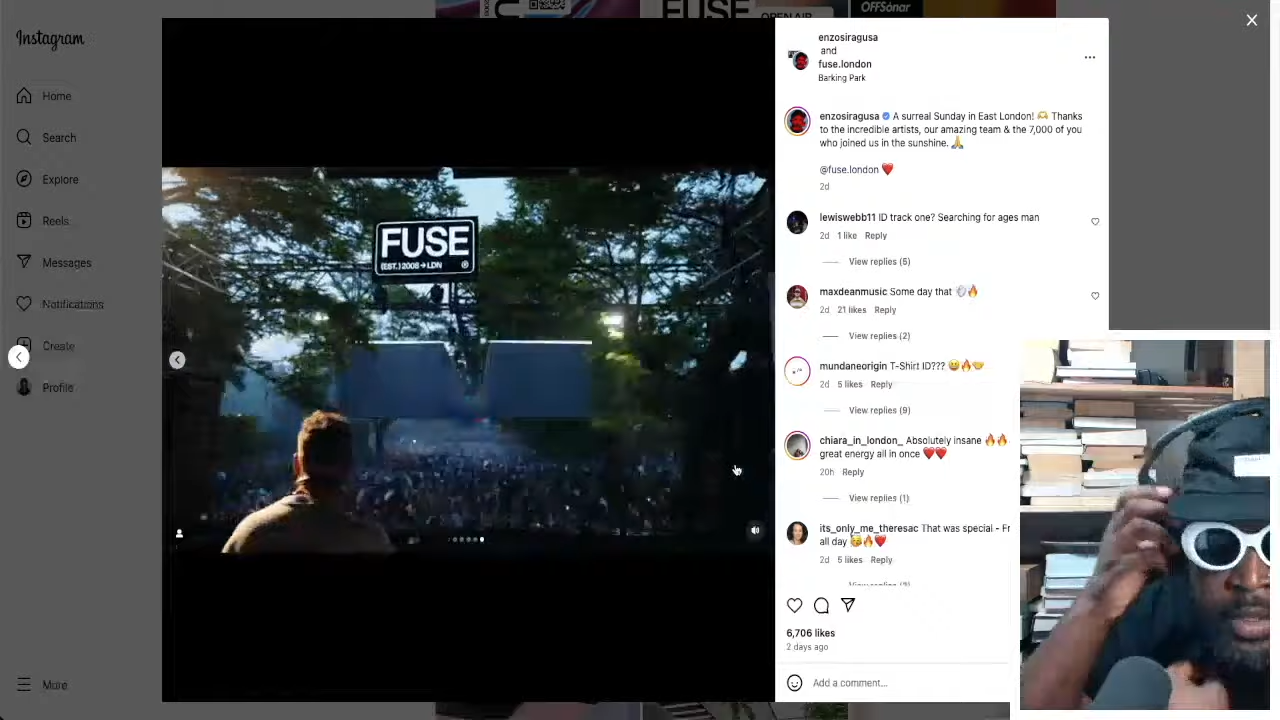 FUSE
OPEN AIR
OFFSónar
Instagram
Home
Search
Explore
Reels
Messages
Notifications
Create
Profile
More
FUSE
(EST.) 2008 → LDN ®
enzosiragusa
and
fuse.london
Barking Park
enzosiragusa A surreal Sunday in East London! 🫶 Thanks
to the incredible artists, our amazing team & the 7,000 of you
who joined us in the sunshine. 🙏
@fuse.london ❤️
2d
lewiswebb11 ID track one? Searching for ages man
2d 1 like Reply
View replies (5)
maxdeanmusic Some day that 🔥
2d 21 likes Reply
View replies (2)
mundaneorigin T-Shirt ID??? 😆🔥🤝
2d 5 likes Reply
View replies (9)
chiara_in_london_ Absolutely insane 🔥🔥
great energy all in once ❤️❤️
20h Reply
View replies (1)
its_only_me_theresac That was special - Fr
all day 🥳🔥❤️
2d 5 likes Reply
6,706 likes
2 days ago
Add a comment...